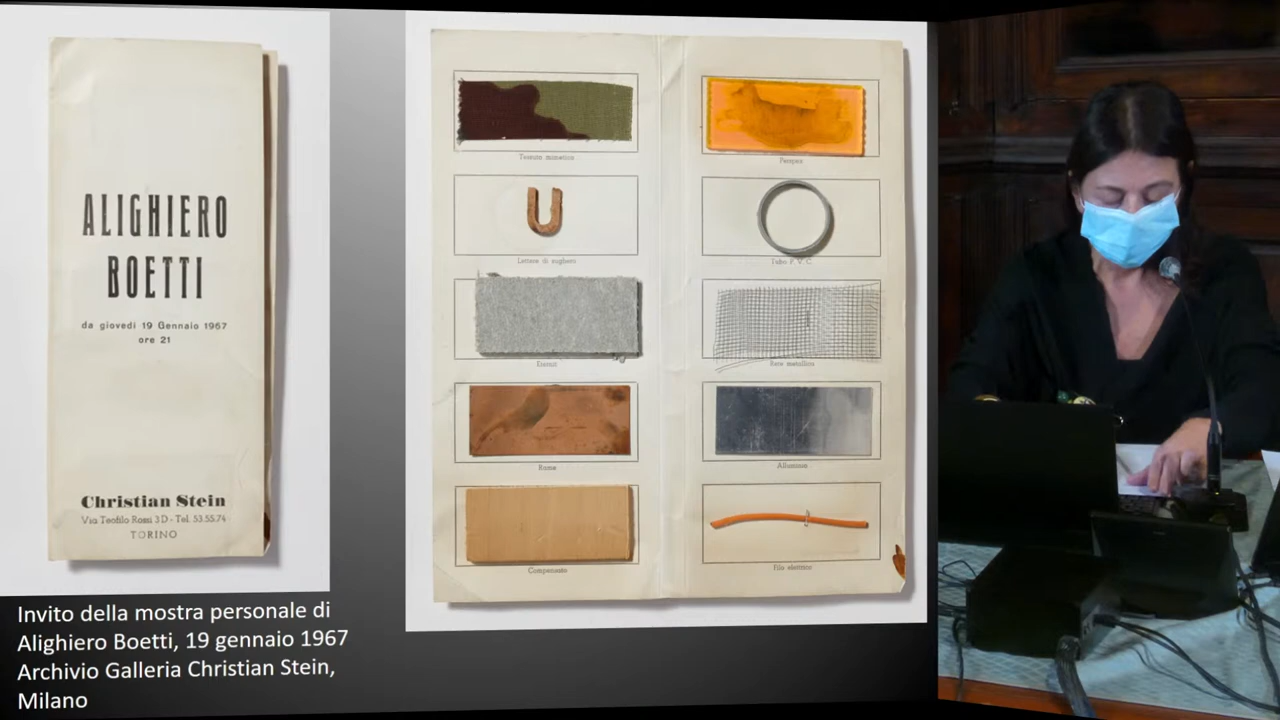 ALIGHIERO
BOETTI
da giovedì 19 Gennaio 1967
ore 21
Christian Stein
Via Teofilo Rossi 3D - Tel. 53.55.74
TORINO
Tessuto mimetico
Perspex
Lettere di sughero
Tubo P. V. C.
Eternit
Rete metallica
Rame
Alluminio
Compensato
Filo elettrico
Invito della mostra personale di
Alighiero Boetti, 19 gennaio 1967
Archivio Galleria Christian Stein,
Milano